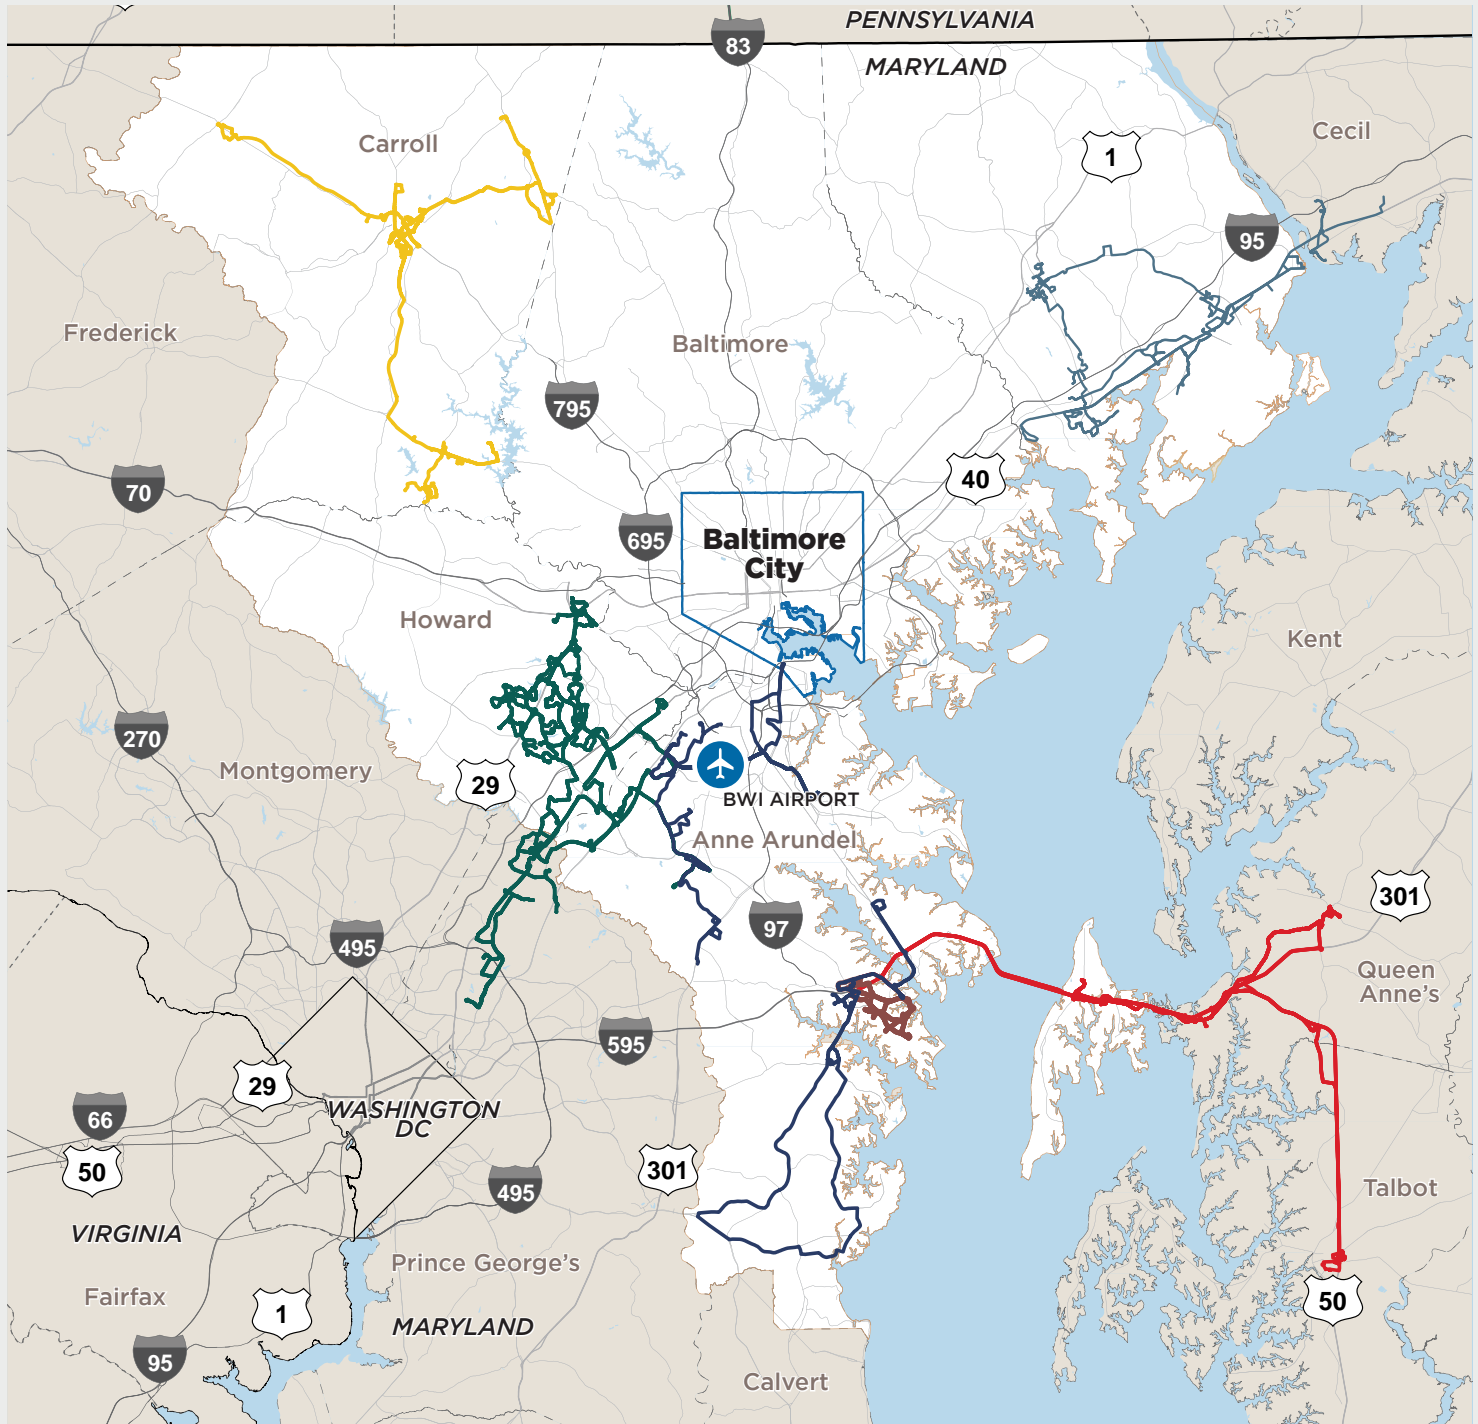 PENNSYLVANIA
83
MARYLAND
Cecil
Carroll
1
95
Frederick
Baltimore
795
70
40
695
Baltimore
City
Howard
Kent
270
Montgomery
29
BWI AIRPORT
Anne Arundel
301
97
495
Queen
Anne's
595
29
66
WASHINGTON
DC
50
301
495
Talbot
VIRGINIA
Prince George's
Fairfax
50
1
MARYLAND
95
Calvert